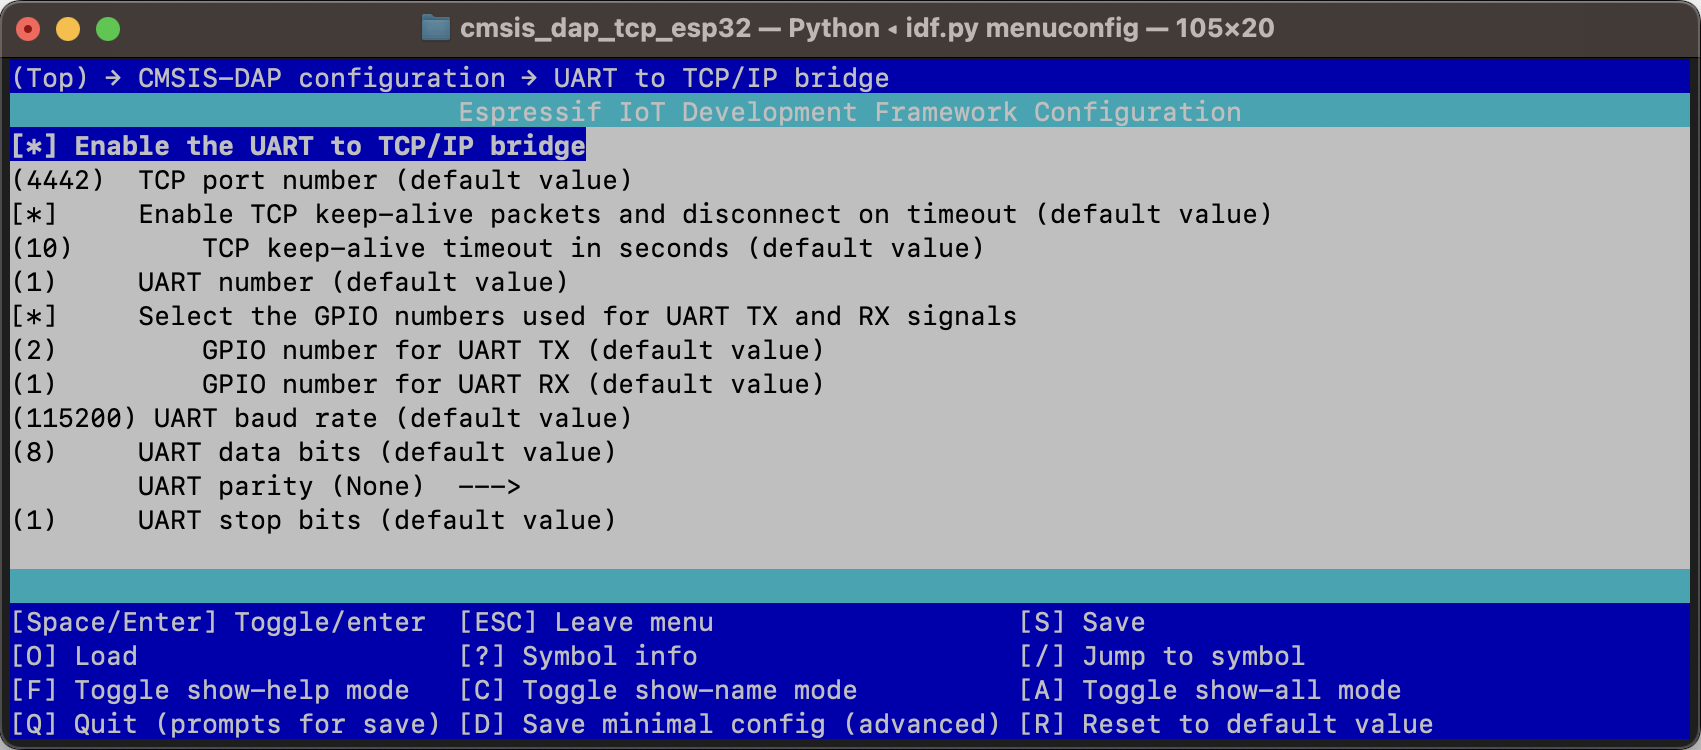 cmsis_dap_tcp_esp32 — Python ◂ idf.py menuconfig — 105×20
(Top) → CMSIS-DAP configuration → UART to TCP/IP bridge
Espressif IoT Development Framework Configuration
[*] Enable the UART to TCP/IP bridge
(4442)  TCP port number (default value)
[*]     Enable TCP keep-alive packets and disconnect on timeout (default value)
(10)        TCP keep-alive timeout in seconds (default value)
(1)     UART number (default value)
[*]     Select the GPIO numbers used for UART TX and RX signals
(2)         GPIO number for UART TX (default value)
(1)         GPIO number for UART RX (default value)
(115200) UART baud rate (default value)
(8)     UART data bits (default value)
        UART parity (None)  --->
(1)     UART stop bits (default value)
[Space/Enter] Toggle/enter  [ESC] Leave menu                   [S] Save
[O] Load                    [?] Symbol info                    [/] Jump to symbol
[F] Toggle show-help mode   [C] Toggle show-name mode          [A] Toggle show-all mode
[Q] Quit (prompts for save) [D] Save minimal config (advanced) [R] Reset to default value